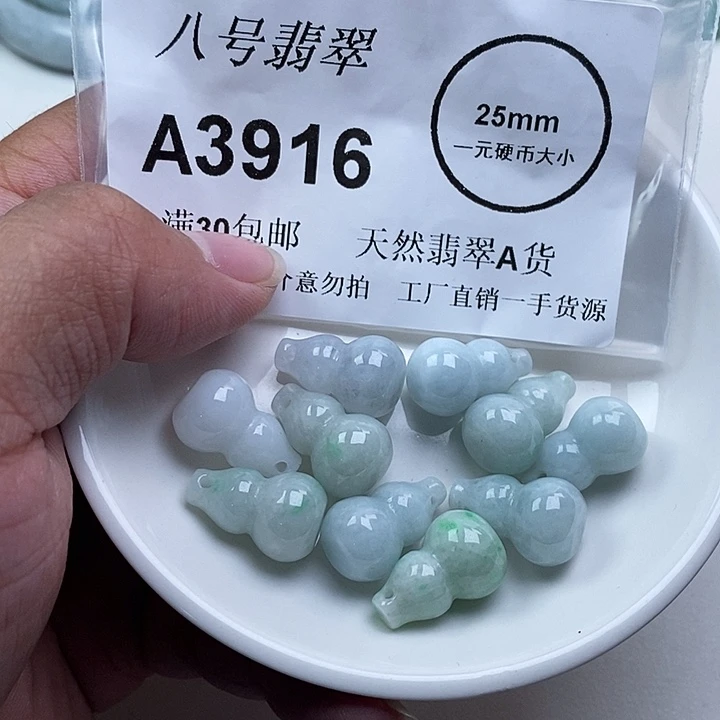 八号翡翠
A3916
25mm
一元硬币大小
满30包邮 天然翡翠A货
介意勿拍 工厂直销一手货源